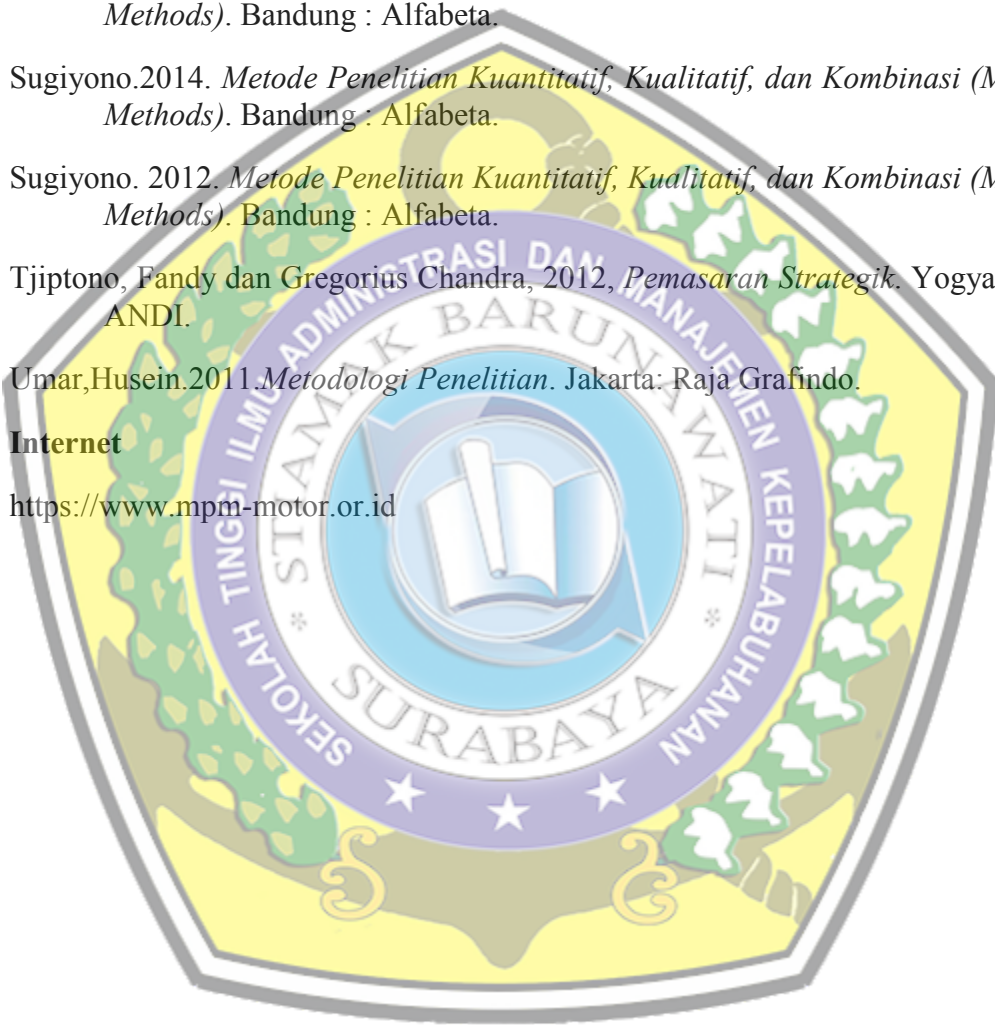 Methods). Bandung : Alfabeta.
Sugiyono.2014. Metode Penelitian Kuantitatif, Kualitatif, dan Kombinasi (M
Methods). Bandung : Alfabeta.
Sugiyono. 2012. Metode Penelitian Kuantitatif, Kualitatif, dan Kombinasi (M
Methods). Bandung : Alfabeta.
Tjiptono, Fandy dan Gregorius Chandra, 2012, Pemasaran Strategik. Yogya
ANDI.
Umar,Husein.2011.Metodologi Penelitian. Jakarta: Raja Grafindo.
Internet
https://www.mpm-motor.or.id
SEKOLAH TINGGI ILMU ADMINISTRASI DAN MANAJEMEN KEPELABUHANAN
* STIAMAK BARUNAWATI *
SURABAYA